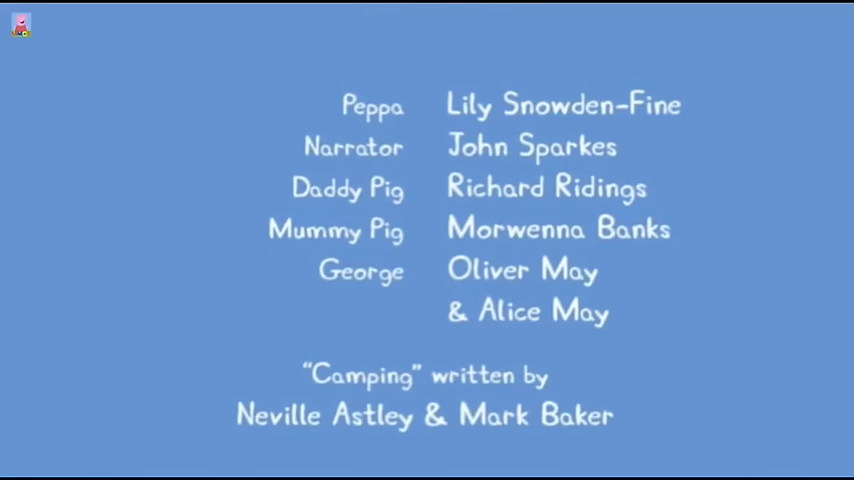 Peppa Lily Snowden-Fine
Narrator John Sparkes
Daddy Pig Richard Ridings
Mummy Pig Morwenna Banks
George Oliver May
& Alice May
"Camping" written by
Neville Astley & Mark Baker